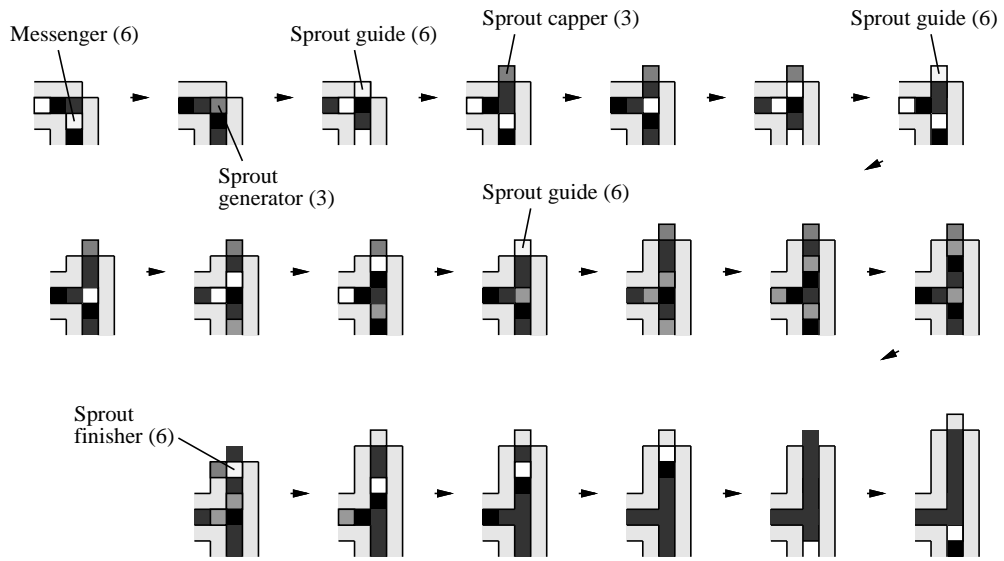 Messenger (6)
Sprout guide (6)
Sprout capper (3)
Sprout guide (6)
Sprout
generator (3)
Sprout guide (6)
Sprout
finisher (6)